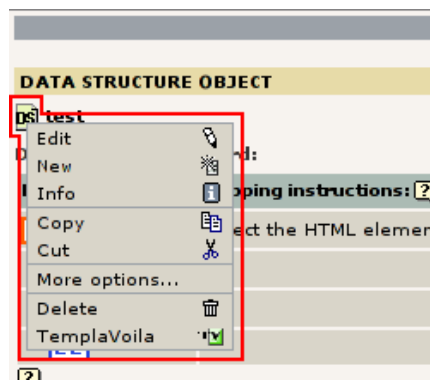 DATA STRUCTURE OBJECT
DS test
Edit
New
Info
pping instructions: ?
Copy
ect the HTML elemen
Cut
More options...
Delete
TemplaVoila
?